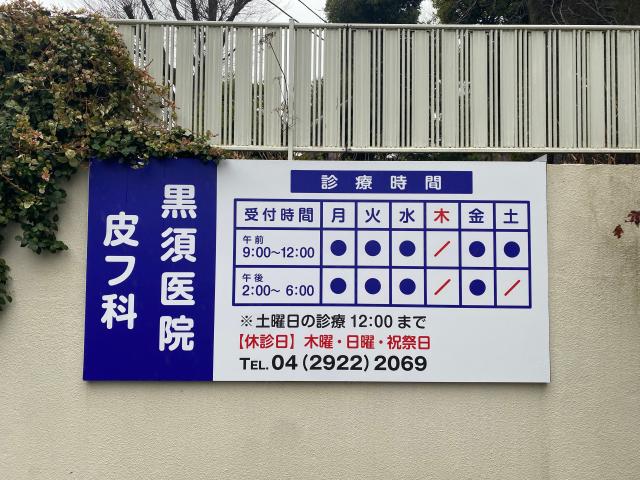 黒須医院
皮フ科
診療時間
受付時間 月 火 水 木 金 土
午前
9:00~12:00 ● ● ● / ● ●
午後
2:00~ 6:00 ● ● ● / ● /
※土曜日の診療 12:00 まで
【休診日】木曜・日曜・祝祭日
TEL. 04(2922)2069